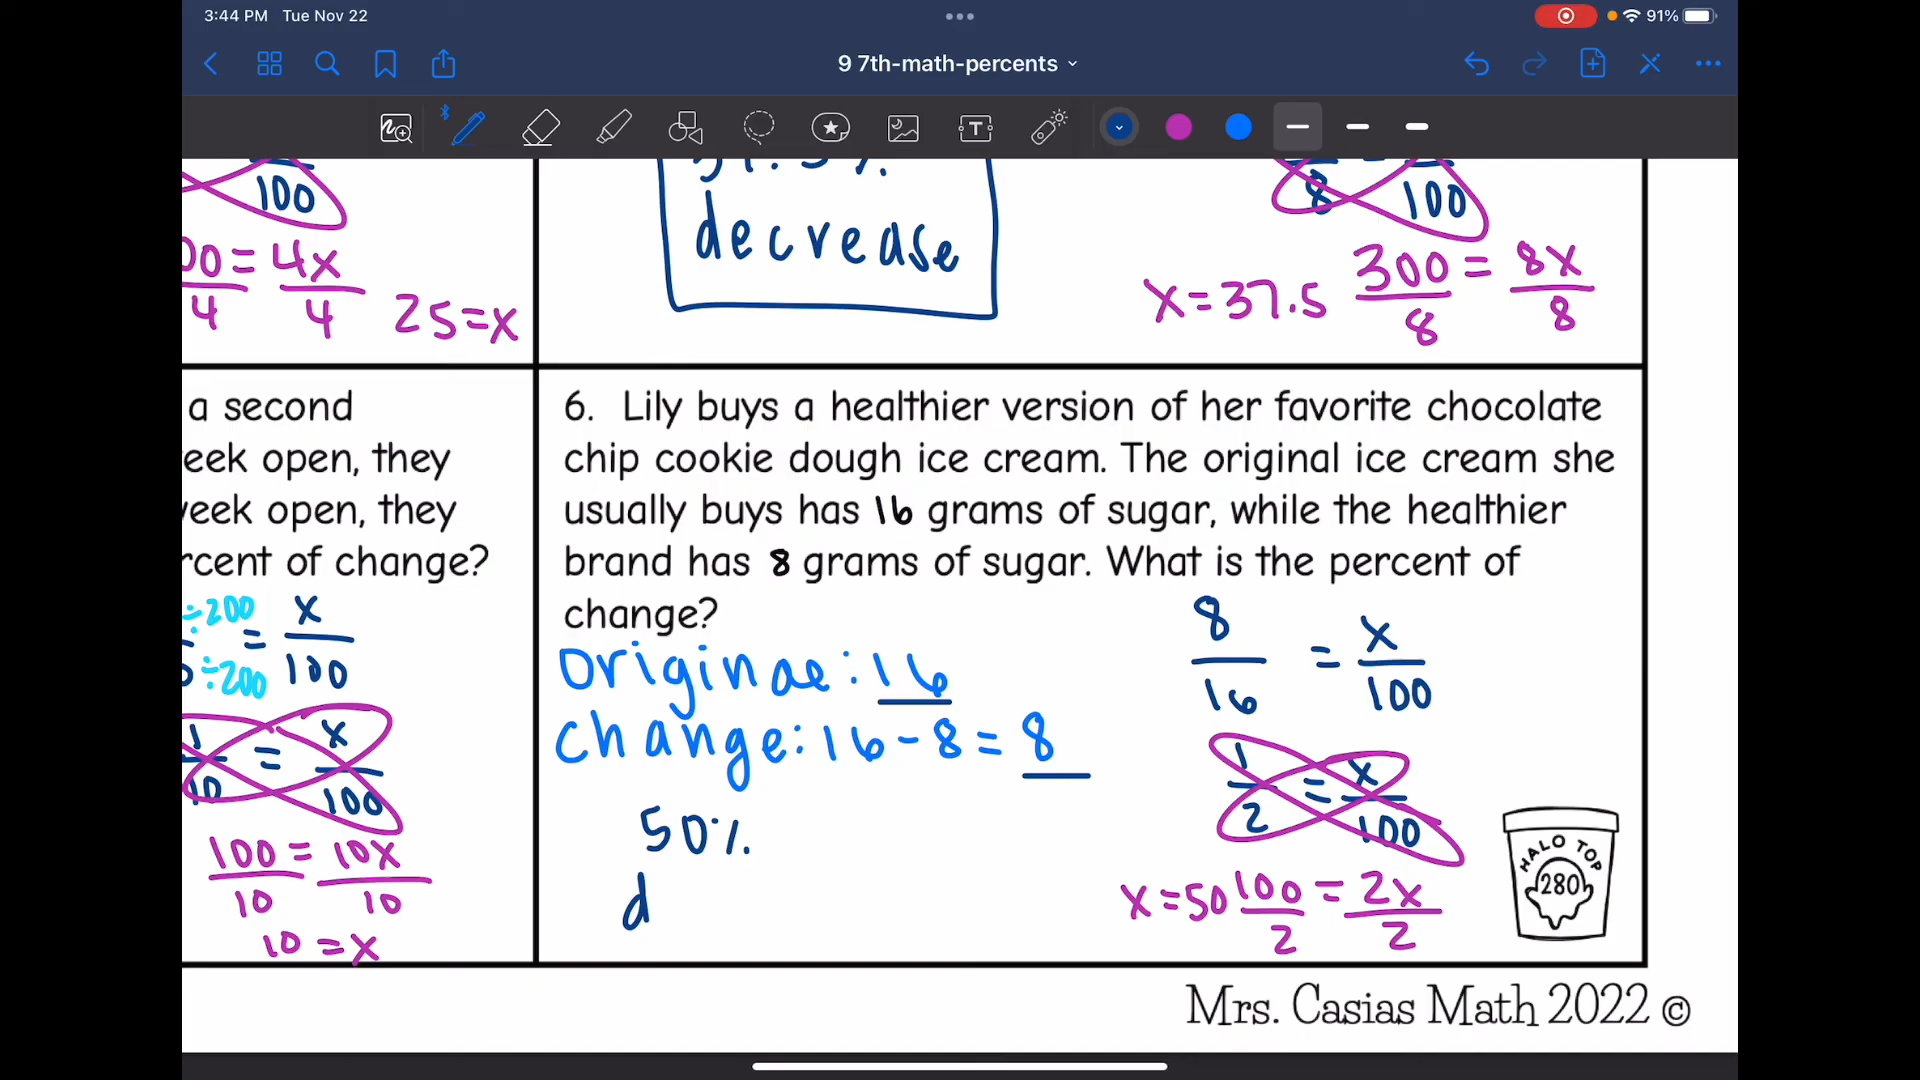 3:44 PM Tue Nov 22
91%
9 7th-math-percents
100
decrease
8
100
00 = 4x
4 4
25=x
x=37.5
300 = 8x
8 8
a second
eek open, they
eek open, they
rcent of change?
÷200
= x
÷200 100
1 = x
10 100
100 = 10x
10 10
10 = x
6. Lily buys a healthier version of her favorite chocolate
chip cookie dough ice cream. The original ice cream she
usually buys has 16 grams of sugar, while the healthier
brand has 8 grams of sugar. What is the percent of
change?
Original: 16
Change: 16-8= 8
50%
d
8 = x
16 100
1 = x
2 100
x=50
100 = 2x
2 2
HALO TOP
280
Mrs. Casias Math 2022 ©